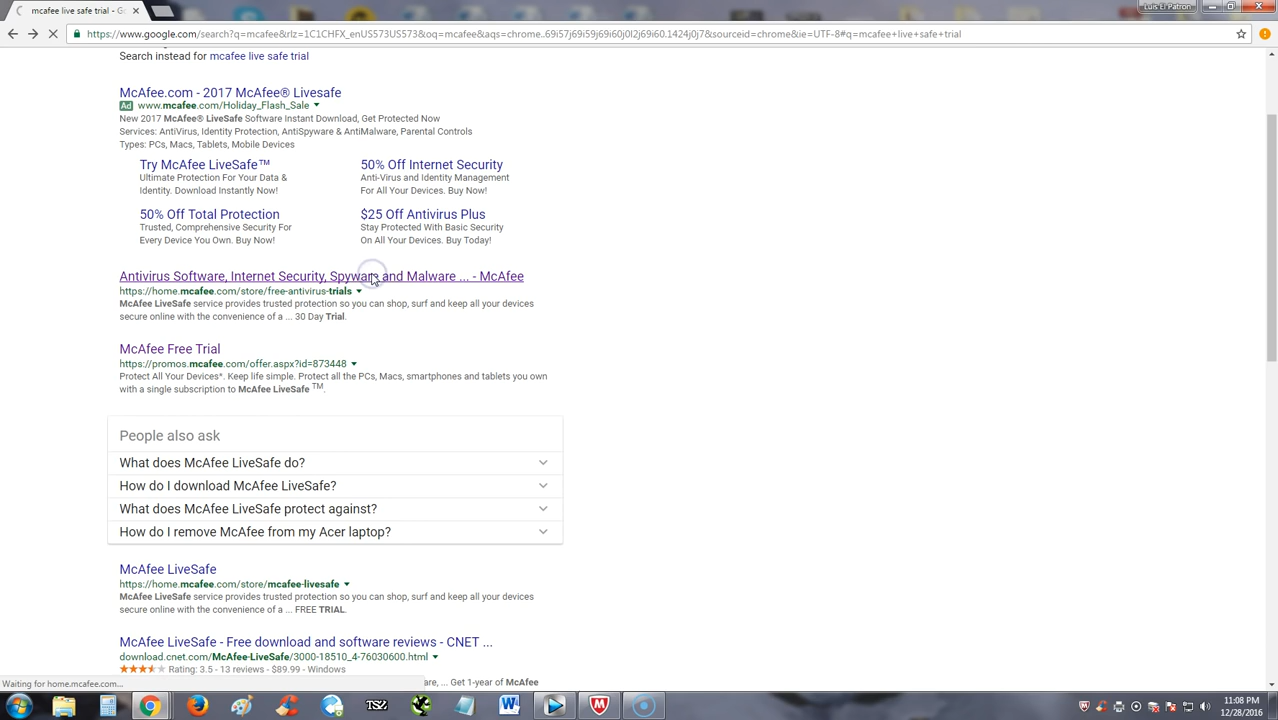 mcafee live safe trial - G
Luis El Patron
https://www.google.com/search?q=mcafee&rlz=1C1CHFX_enUS573US573&oq=mcafee&aqs=chrome..69i57j69i59j69i60j0l2j69i60.1424j0j7&sourceid=chrome&ie=UTF-8#q=mcafee+live+safe+trial
Search instead for mcafee live safe trial
McAfee.com - 2017 McAfee® Livesafe
Ad www.mcafee.com/Holiday_Flash_Sale
New 2017 McAfee® LiveSafe Software Instant Download, Get Protected Now
Services: AntiVirus, Identity Protection, AntiSpyware & AntiMalware, Parental Controls
Types: PCs, Macs, Tablets, Mobile Devices
Try McAfee LiveSafe™
Ultimate Protection For Your Data &
Identity. Download Instantly Now!
50% Off Internet Security
Anti-Virus and Identity Management
For All Your Devices. Buy Now!
50% Off Total Protection
Trusted, Comprehensive Security For
Every Device You Own. Buy Now!
$25 Off Antivirus Plus
Stay Protected With Basic Security
On All Your Devices. Buy Today!
Antivirus Software, Internet Security, Spyware and Malware ... - McAfee
https://home.mcafee.com/store/free-antivirus-trials
McAfee LiveSafe service provides trusted protection so you can shop, surf and keep all your devices
secure online with the convenience of a ... 30 Day Trial.
McAfee Free Trial
https://promos.mcafee.com/offer.aspx?id=873448
Protect All Your Devices*. Keep life simple. Protect all the PCs, Macs, smartphones and tablets you own
with a single subscription to McAfee LiveSafe TM.
People also ask
What does McAfee LiveSafe do?
How do I download McAfee LiveSafe?
What does McAfee LiveSafe protect against?
How do I remove McAfee from my Acer laptop?
McAfee LiveSafe
https://home.mcafee.com/store/mcafee-livesafe
McAfee LiveSafe service provides trusted protection so you can shop, surf and keep all your devices
secure online with the convenience of a ... FREE TRIAL.
McAfee LiveSafe - Free download and software reviews - CNET ...
download.cnet.com/McAfee-LiveSafe/3000-18510_4-76030600.html
Rating: 3.5 - 13 reviews - $89.99 - Windows
Waiting for home.mcafee.com...
are, ... Get 1-year of McAfee
TSZ
W
11:08 PM
12/28/2016